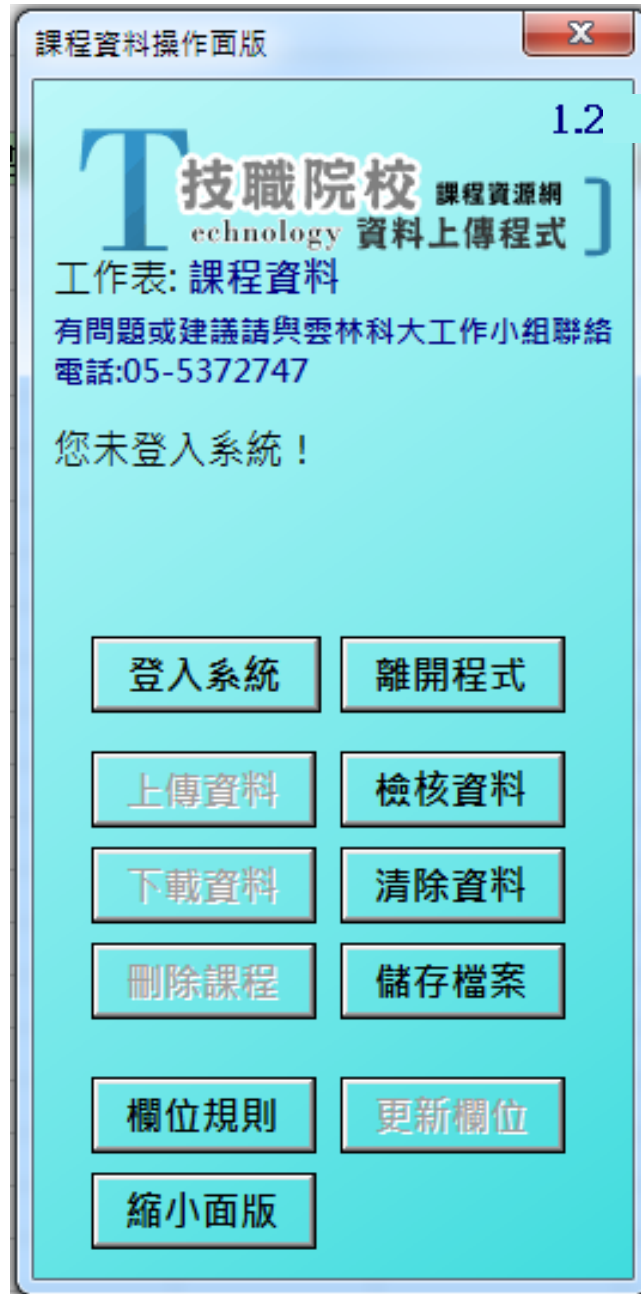 課程資料操作面版
1.2
技職院校 課程資源網
Technology 資料上傳程式
工作表: 課程資料
有問題或建議請與雲林科大工作小組聯絡
電話:05-5372747
您未登入系統！
登入系統 離開程式
上傳資料 檢核資料
下載資料 清除資料
刪除課程 儲存檔案
欄位規則 更新欄位
縮小面版